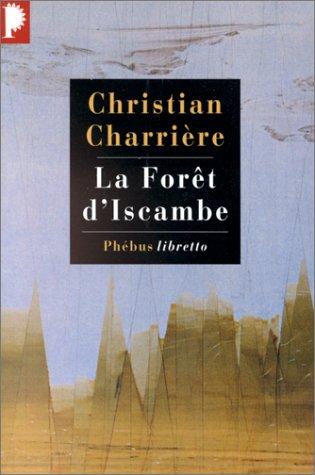 Christian
Charrière
La Forêt
d'Iscambe
Phébus libretto